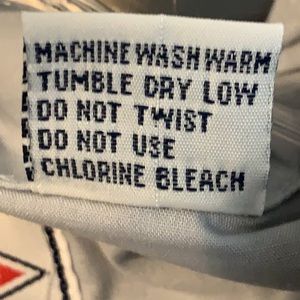 MACHINE WASH WARM
TUMBLE DRY LOW
DO NOT TWIST
DO NOT USE
CHLORINE BLEACH